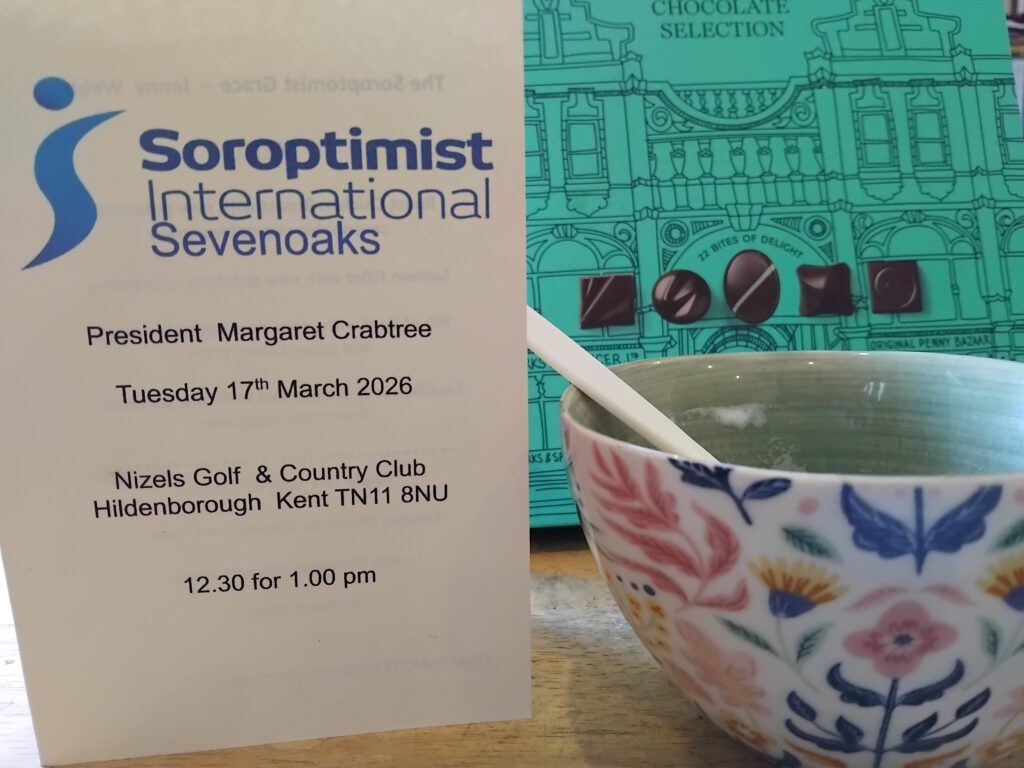 Soroptimist
International
Sevenoaks
President Margaret Crabtree
Tuesday 17th March 2026
Nizels Golf & Country Club
Hildenborough Kent TN11 8NU
12.30 for 1.00 pm
CHOCOLATE
SELECTION
22 BITES OF DELIGHT
ORIGINAL PENNY BAZAAR